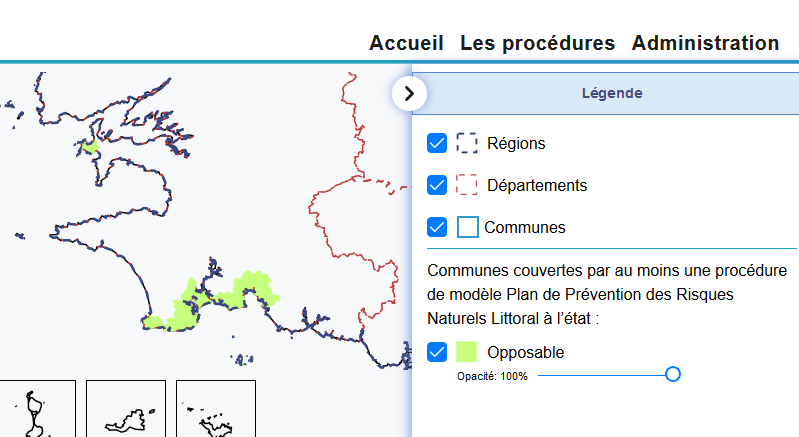 Accueil Les procédures Administration
Légende
Régions
Départements
Communes
Communes couvertes par au moins une procédure
de modèle Plan de Prévention des Risques
Naturels Littoral à l'état :
Opposable
Opacité: 100%